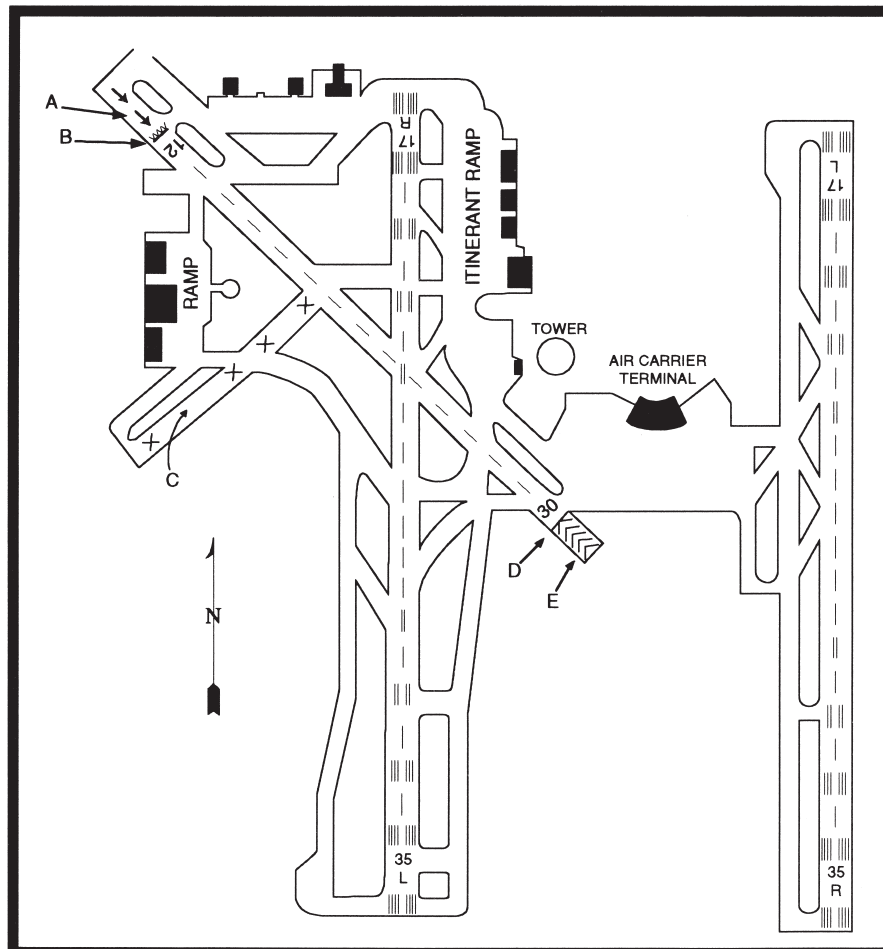 A
B
12
R
17
ITINERANT RAMP
L
17
RAMP
TOWER
AIR CARRIER
TERMINAL
C
30
D
E
N
35
L
35
R